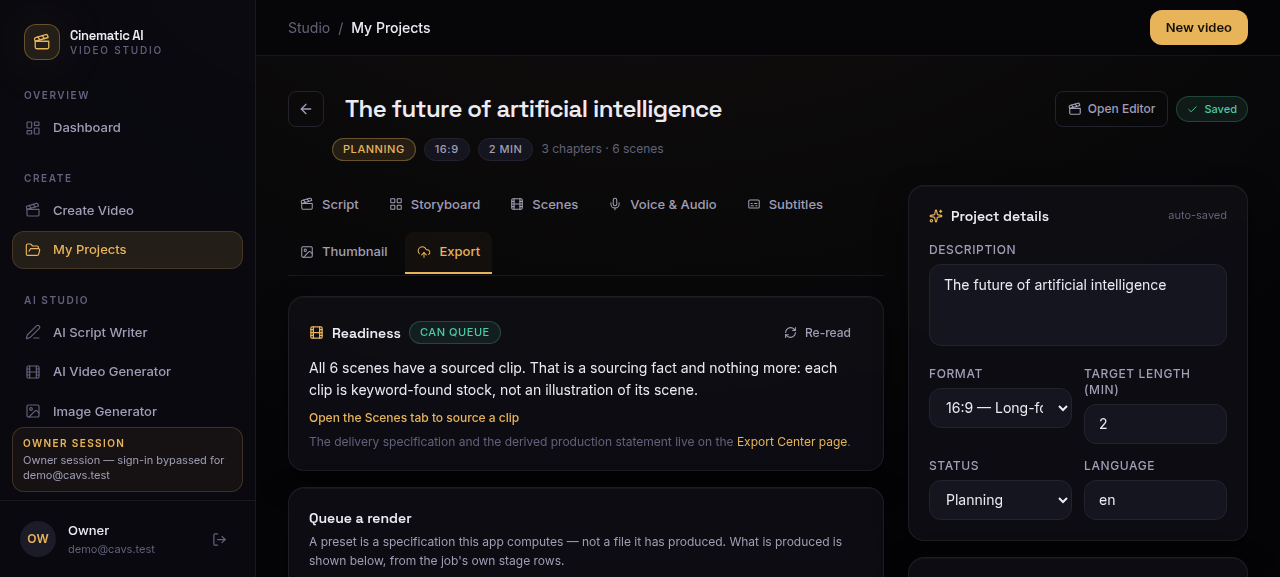 Cinematic AI
VIDEO STUDIO
OVERVIEW
Dashboard
CREATE
Create Video
My Projects
AI STUDIO
AI Script Writer
AI Video Generator
Image Generator
OWNER SESSION
Owner session — sign-in bypassed for
demo@cavs.test
OW
Owner
demo@cavs.test
Studio / My Projects
New video
The future of artificial intelligence
Open Editor
Saved
PLANNING
16:9
2 MIN
3 chapters · 6 scenes
Script
Storyboard
Scenes
Voice & Audio
Subtitles
Thumbnail
Export
Readiness
CAN QUEUE
Re-read
All 6 scenes have a sourced clip. That is a sourcing fact and nothing more: each
clip is keyword-found stock, not an illustration of its scene.
Open the Scenes tab to source a clip
The delivery specification and the derived production statement live on the Export Center page.
Queue a render
A preset is a specification this app computes — not a file it has produced. What is produced is
shown below, from the job's own stage rows.
Project details
auto-saved
DESCRIPTION
The future of artificial intelligence
FORMAT
16:9 — Long-fo
TARGET LENGTH
(MIN)
2
STATUS
Planning
LANGUAGE
en